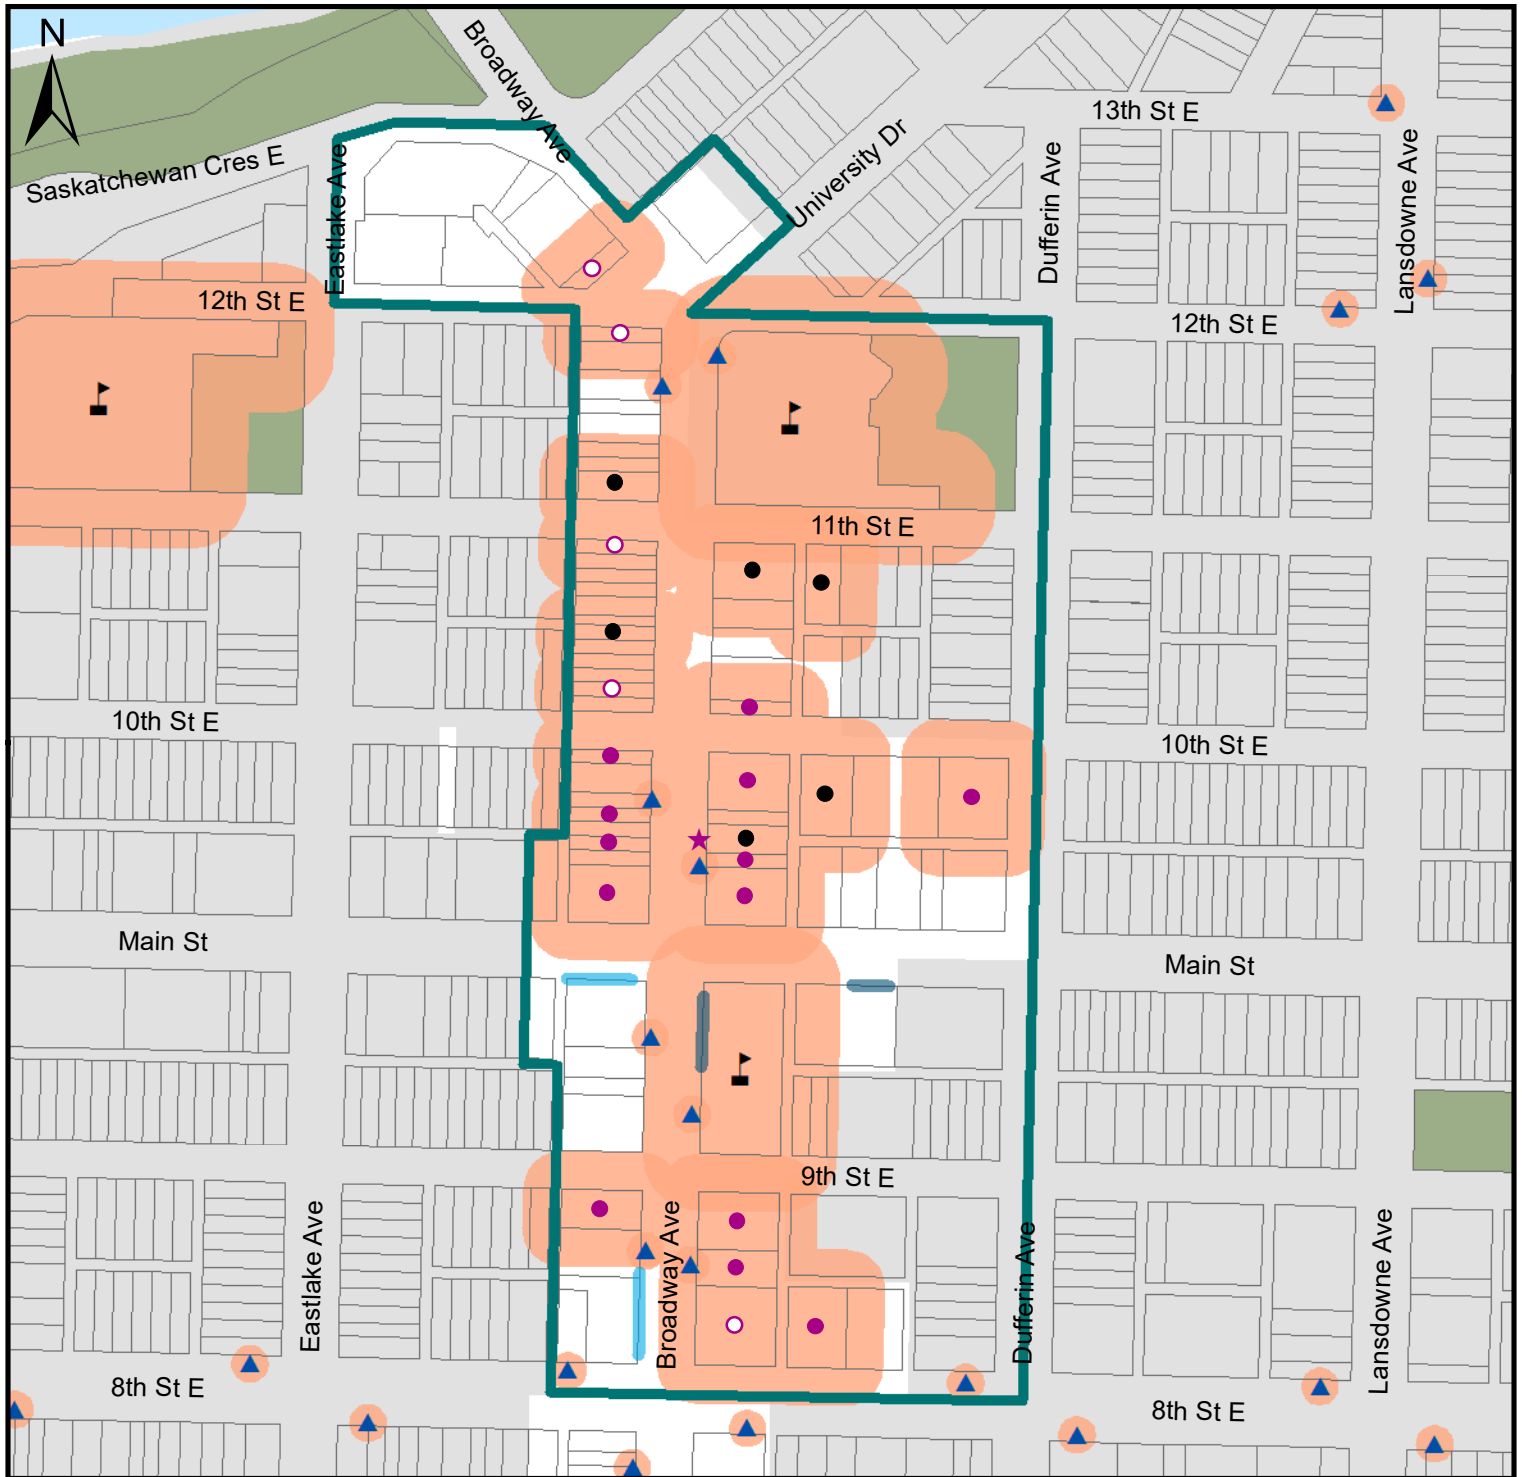 N
Broadway Ave
13th St E
University Dr
Saskatchewan Cres E
Eastlake Ave
Dufferin Ave
Lansdowne Ave
12th St E
12th St E
11th St E
10th St E
10th St E
Main St
Main St
9th St E
Eastlake Ave
Broadway Ave
Dufferin Ave
Lansdowne Ave
8th St E
8th St E